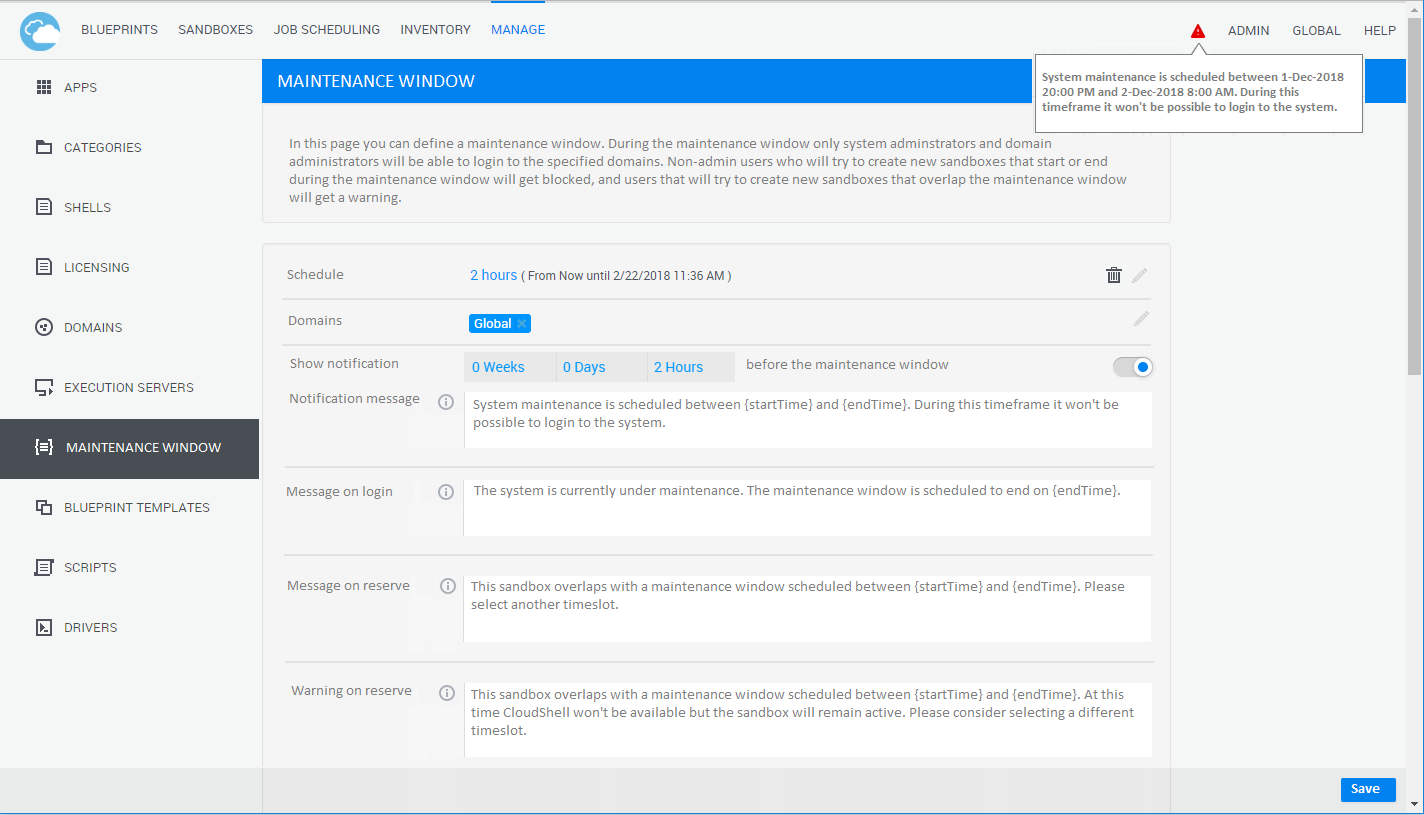 BLUEPRINTS SANDBOXES JOB SCHEDULING INVENTORY MANAGE ADMIN GLOBAL HELP
System maintenance is scheduled between 1-Dec-2018
20:00 PM and 2-Dec-2018 8:00 AM. During this
timeframe it won't be possible to login to the system.
APPS
CATEGORIES
SHELLS
LICENSING
DOMAINS
EXECUTION SERVERS
MAINTENANCE WINDOW
BLUEPRINT TEMPLATES
SCRIPTS
DRIVERS
MAINTENANCE WINDOW
In this page you can define a maintenance window. During the maintenance window only system adminstrators and domain
administrators will be able to login to the specified domains. Non-admin users who will try to create new sandboxes that start or end
during the maintenance window will get blocked, and users that will try to create new sandboxes that overlap the maintenance window
will get a warning.
Schedule 2 hours ( From Now until 2/22/2018 11:36 AM )
Domains Global
Show notification 0 Weeks 0 Days 2 Hours before the maintenance window
Notification message System maintenance is scheduled between {startTime} and {endTime}. During this timeframe it won't be
possible to login to the system.
Message on login The system is currently under maintenance. The maintenance window is scheduled to end on {endTime}.
Message on reserve This sandbox overlaps with a maintenance window scheduled between {startTime} and {endTime}. Please
select another timeslot.
Warning on reserve This sandbox overlaps with a maintenance window scheduled between {startTime} and {endTime}. At this
time CloudShell won't be available but the sandbox will remain active. Please consider selecting a different
timeslot.
Save